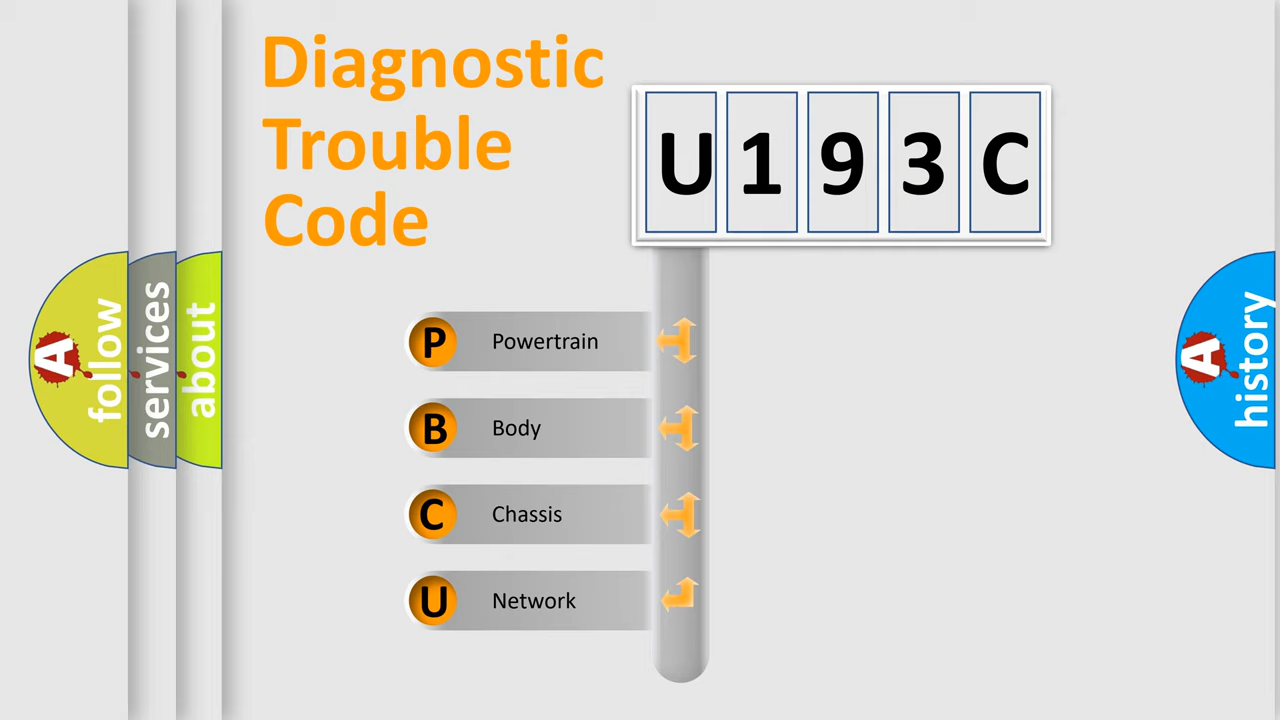 Diagnostic
Trouble
Code
U 1 9 3 C
P Powertrain
B Body
C Chassis
U Network
A follow
services
about
A history